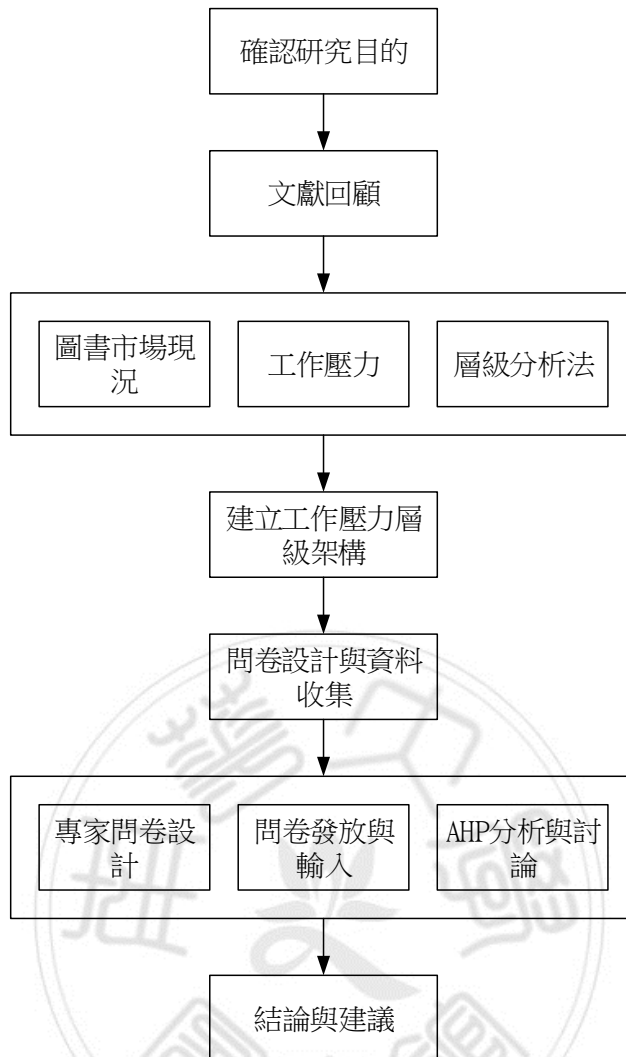 確認研究目的
文獻回顧
圖書市場現
況
工作壓力
層級分析法
建立工作壓力層
級架構
問卷設計與資料
收集
專家問卷設
計
問卷發放與
輸入
AHP分析與討
論
結論與建議